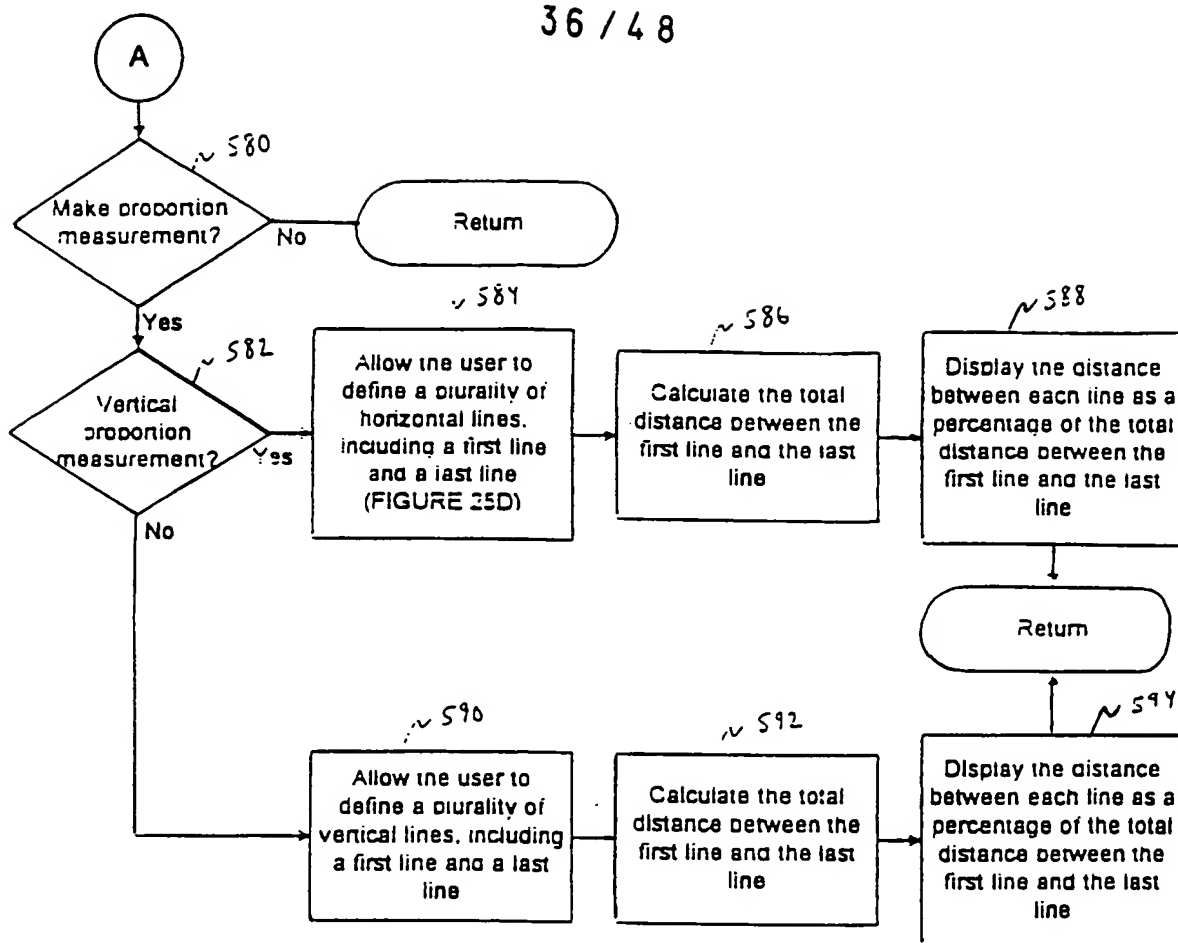 36/48
A
580
Make proportion
measurement?
No
Return
Yes
582
Vertical
proportion
measurement?
Yes
No
584
Allow the user to
define a plurality of
horizontal lines,
including a first line
and a last line
(FIGURE 25D)
586
Calculate the total
distance between the
first line and the last
line
588
Display the distance
between each line as a
percentage of the total
distance between the
first line and the last
line
Return
590
Allow the user to
define a plurality of
vertical lines, including
a first line and a last
line
592
Calculate the total
distance between the
first line and the last
line
594
Display the distance
between each line as a
percentage of the total
distance between the
first line and the last
line